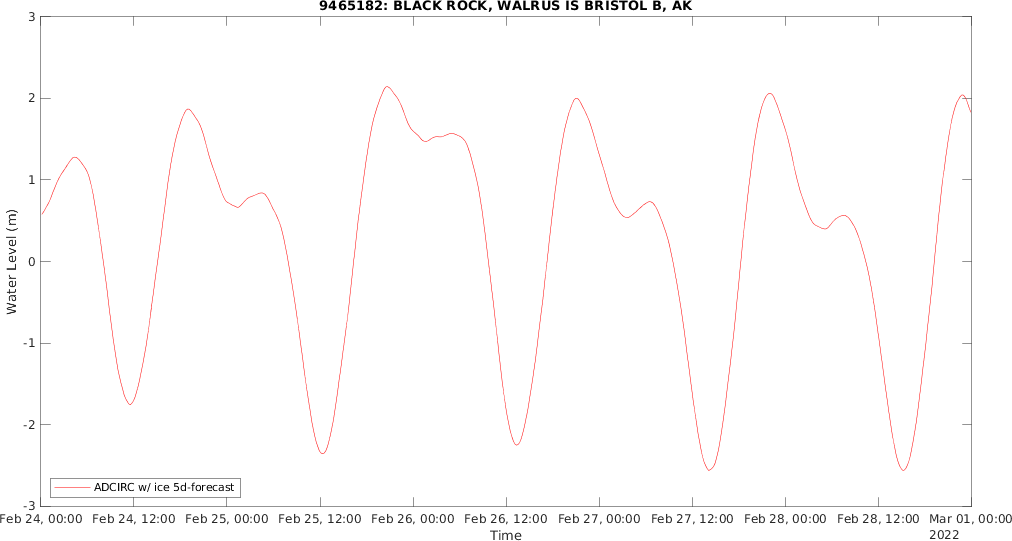 9465182: BLACK ROCK, WALRUS IS BRISTOL B, AK
3
2
1
0
-1
-2
-3
Water Level (m)
ADCIRC w/ ice 5d-forecast
Feb 24, 00:00 Feb 24, 12:00 Feb 25, 00:00 Feb 25, 12:00 Feb 26, 00:00 Feb 26, 12:00 Feb 27, 00:00 Feb 27, 12:00 Feb 28, 00:00 Feb 28, 12:00 Mar 01, 00:00
2022
Time